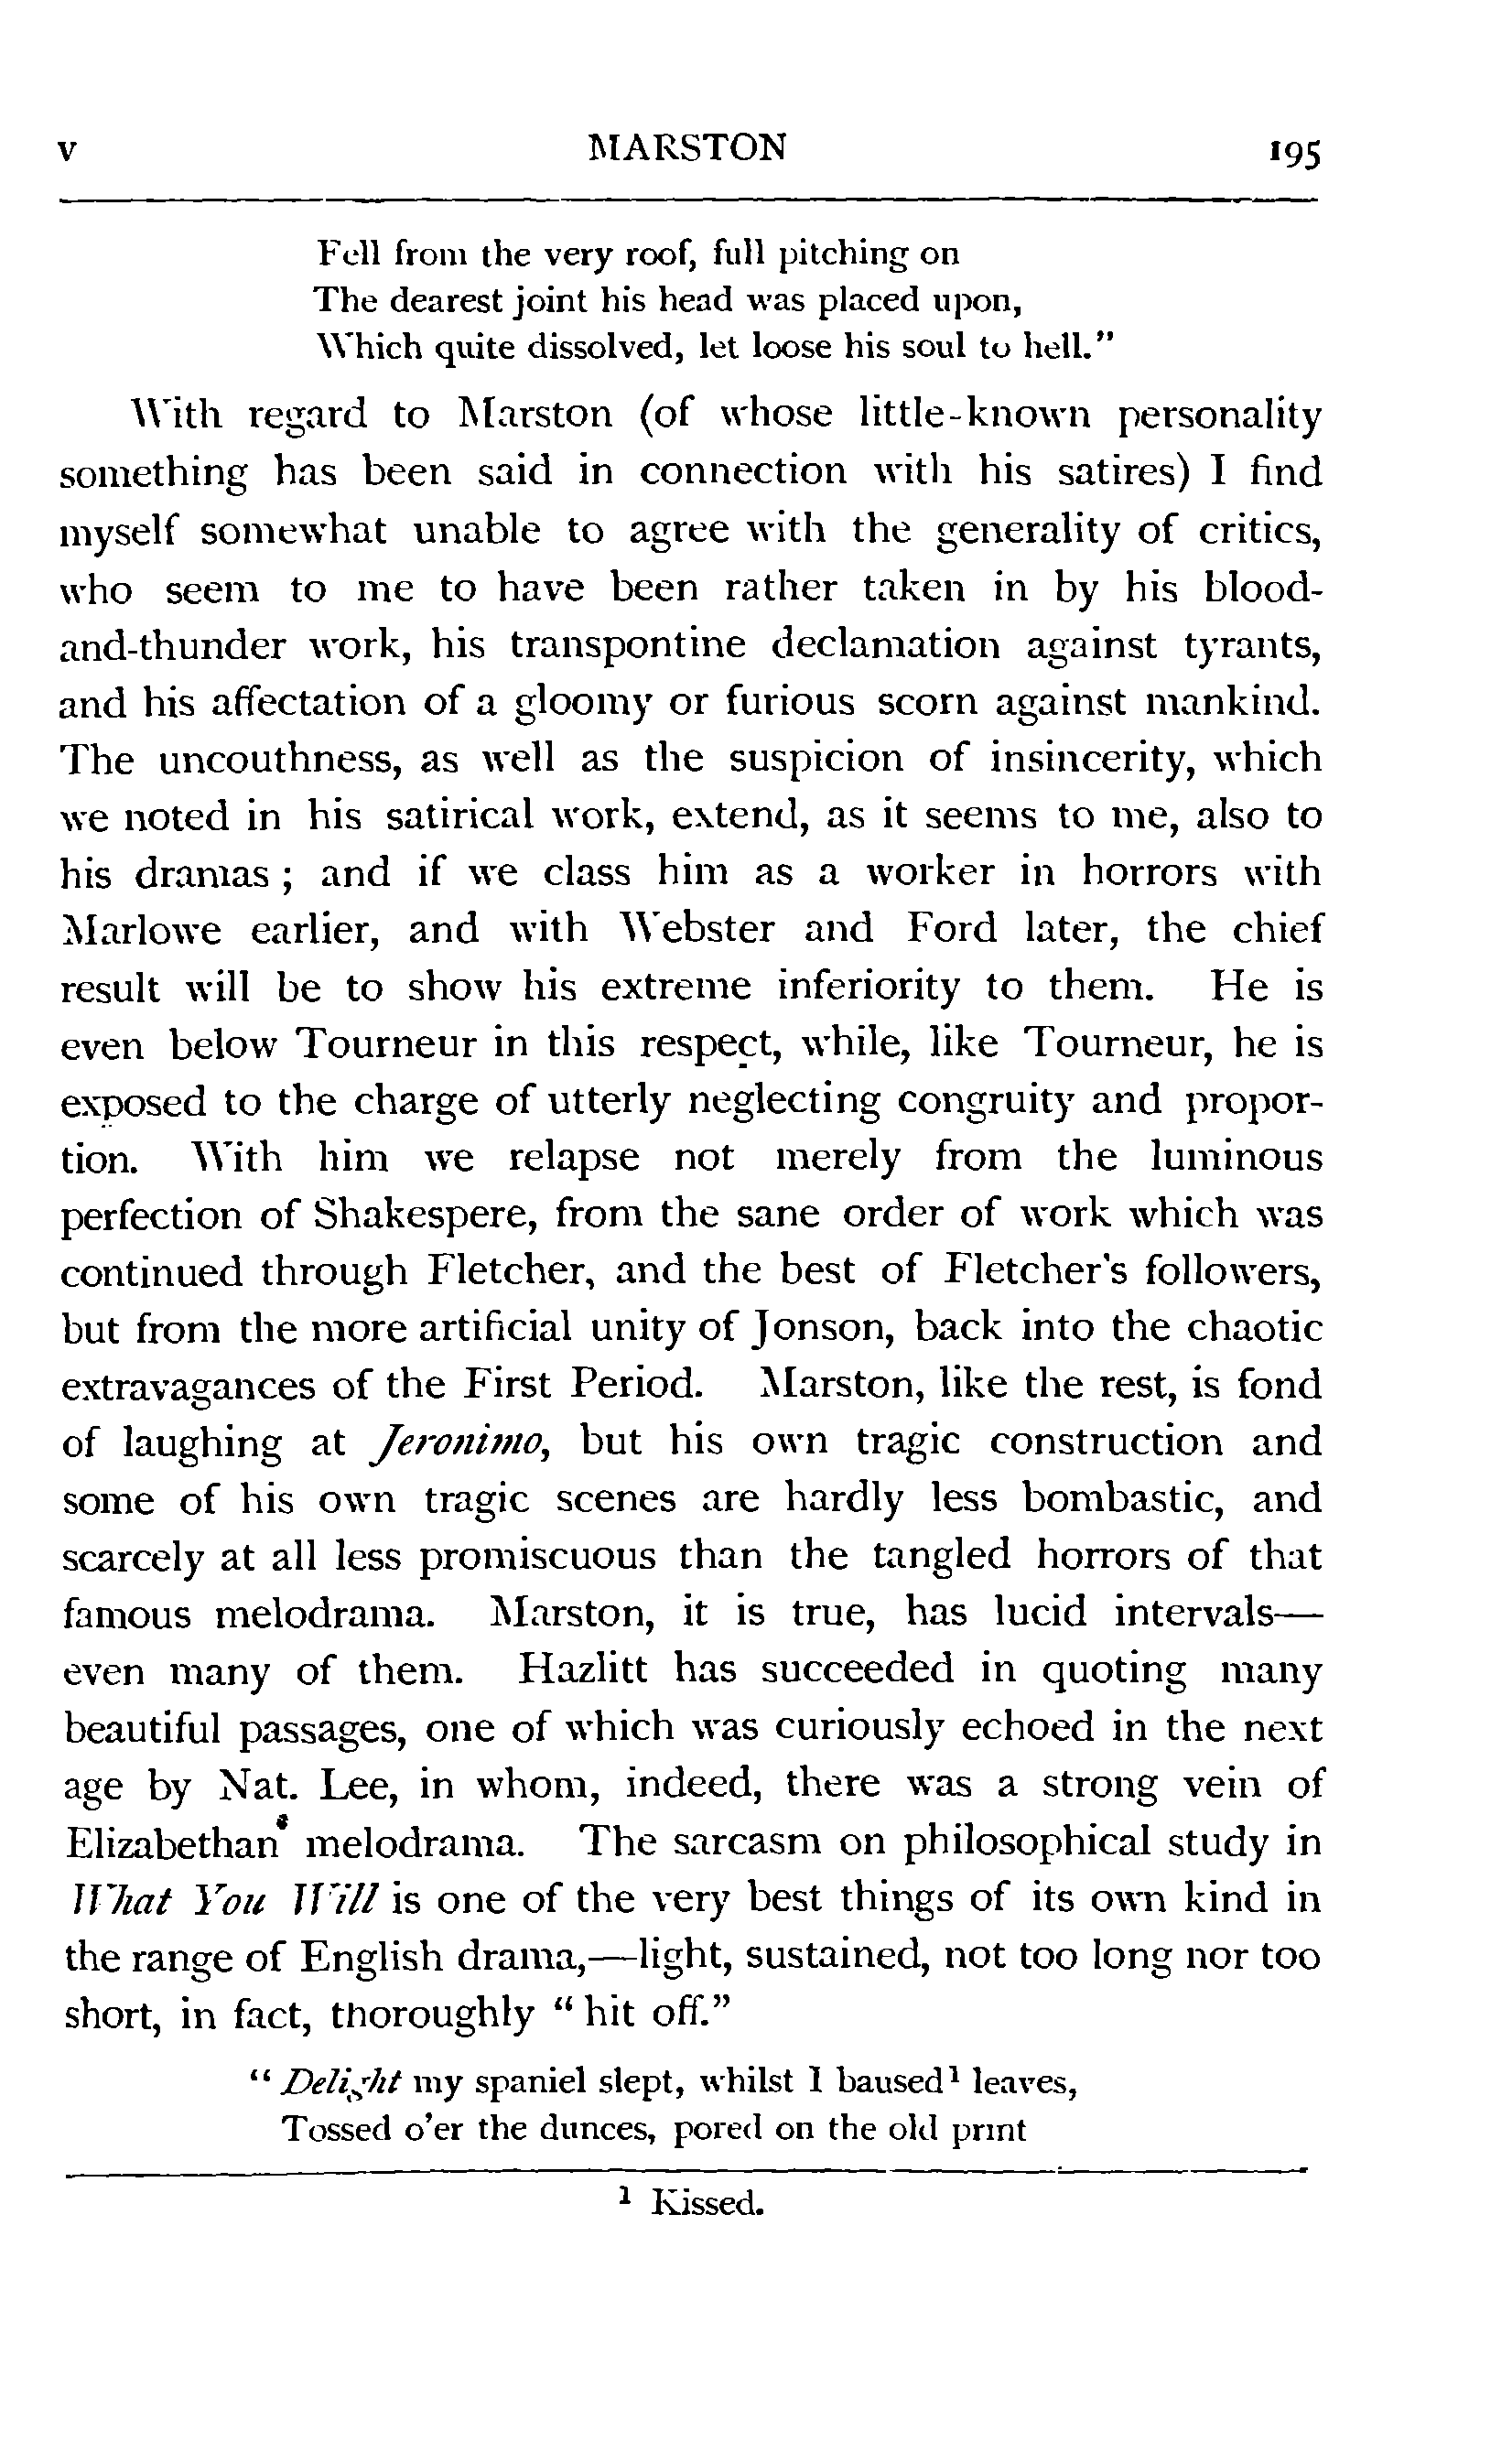 v MARSTON 195
Fell from the very roof, full pitching on
The dearest joint his head was placed upon,
Which quite dissolved, let loose his soul to hell."
With regard to Marston (of whose little-known personality
something has been said in connection with his satires) I find
myself somewhat unable to agree with the generality of critics,
who seem to me to have been rather taken in by his blood-
and-thunder work, his transpontine declamation against tyrants,
and his affectation of a gloomy or furious scorn against mankind.
The uncouthness, as well as the suspicion of insincerity, which
we noted in his satirical work, extend, as it seems to me, also to
his dramas ; and if we class him as a worker in horrors with
Marlowe earlier, and with Webster and Ford later, the chief
result will be to show his extreme inferiority to them. He is
even below Tourneur in this respect, while, like Tourneur, he is
exposed to the charge of utterly neglecting congruity and propor-
tion. With him we relapse not merely from the luminous
perfection of Shakespere, from the sane order of work which was
continued through Fletcher, and the best of Fletcher's followers,
but from the more artificial unity of Jonson, back into the chaotic
extravagances of the First Period. Marston, like the rest, is fond
of laughing at Jeronimo, but his own tragic construction and
some of his own tragic scenes are hardly less bombastic, and
scarcely at all less promiscuous than the tangled horrors of that
famous melodrama. Marston, it is true, has lucid intervals—
even many of them. Hazlitt has succeeded in quoting many
beautiful passages, one of which was curiously echoed in the next
age by Nat. Lee, in whom, indeed, there was a strong vein of
Elizabethan melodrama. The sarcasm on philosophical study in
What You Will is one of the very best things of its own kind in
the range of English drama,—light, sustained, not too long nor too
short, in fact, thoroughly "hit off."
"Delight my spaniel slept, whilst I baused¹ leaves,
Tossed o'er the dunces, pored on the old print
¹ Kissed.